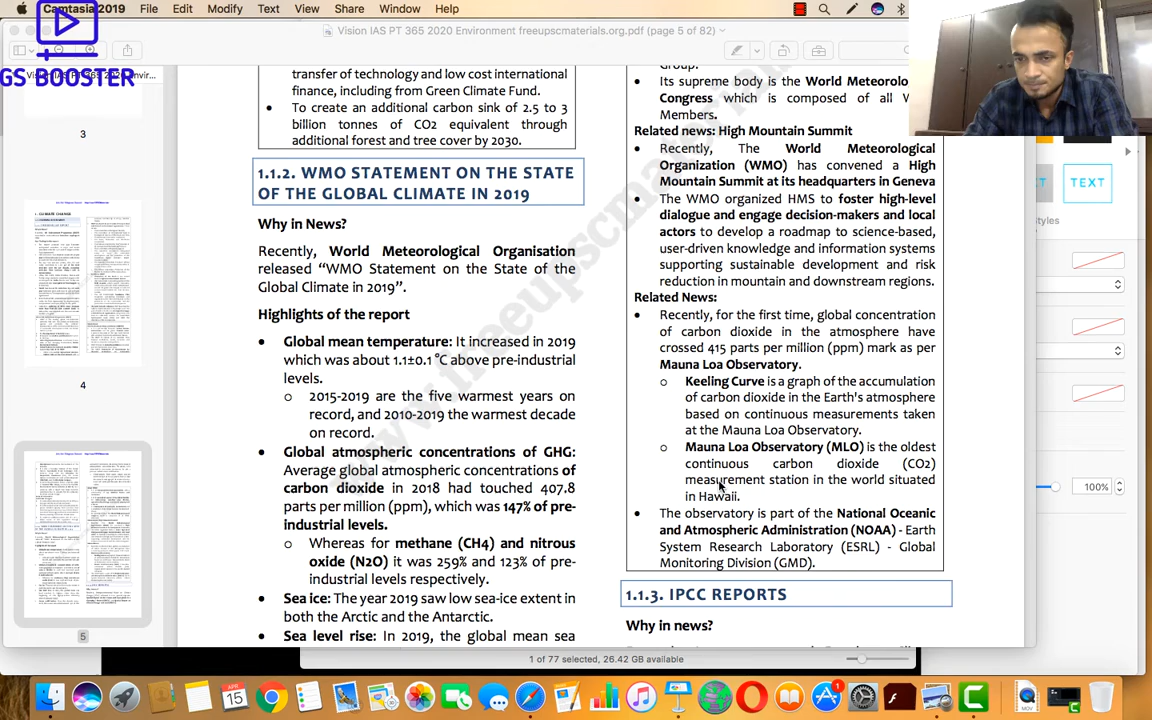 Camtasia 2019 File Edit Modify Text View Share Window Help
GS BOOSTER
Vision IAS PT 365 2020 Environment freeupscmaterials.org.pdf (page 5 of 82)
3
4
5
transfer of technology and low cost international
finance, including from Green Climate Fund.
• To create an additional carbon sink of 2.5 to 3
billion tonnes of CO2 equivalent through
additional forest and tree cover by 2030.
1.1.2. WMO STATEMENT ON THE STATE
OF THE GLOBAL CLIMATE IN 2019
Why in News?
Recently, World Meteorological Organisation
released “WMO Statement on the State of the
Global Climate in 2019”.
Highlights of the report
• Global mean temperature: It increased in 2019
which was about 1.1±0.1 °C above pre-industrial
levels.
o 2015-2019 are the five warmest years on
record, and 2010-2019 the warmest decade
on record.
• Global atmospheric concentrations of GHG:
Average global atmospheric concentrations of
carbon dioxide in 2018 had reached 407.8
parts per million (ppm), which was 147% of pre-
industrial levels.
o Whereas for methane (CH4) and nitrous
oxide (N2O) it was 259% and 123% of pre-
industrial levels respectively.
• Sea ice: The year 2019 saw low sea-ice extent in
both the Arctic and the Antarctic.
• Sea level rise: In 2019, the global mean sea
Group.
• Its supreme body is the World Meteorolo
Congress which is composed of all
Members.
Related news: High Mountain Summit
• Recently, The World Meteorological
Organization (WMO) has convened a High
Mountain Summit at its headquarters in Geneva
• The WMO organized HMS to foster high-level
dialogue and engage decision-makers and local
actors to develop a roadmap to science-based,
user-driven knowledge and information systems
supporting sustainable development and risk
reduction in mountain and downstream regions.
Related News:
• Recently, for the first time, global concentration
of carbon dioxide in the atmosphere have
crossed 415 parts per million (ppm) mark as per
Mauna Loa Observatory.
o Keeling Curve is a graph of the accumulation
of carbon dioxide in the Earth's atmosphere
based on continuous measurements taken
at the Mauna Loa Observatory.
o Mauna Loa Observatory (MLO) is the oldest
continuous carbon dioxide (CO2)
measurement station in the world situated
in Hawaii.
• The observatory is part of the National Oceanic
and Atmospheric Administration (NOAA) - Earth
System Research Laboratory (ESRL) - Global
Monitoring Division (GMD).
1.1.3. IPCC REPORTS
Why in news?
TEXT
100%
1 of 77 selected, 26.42 GB available
APR
15